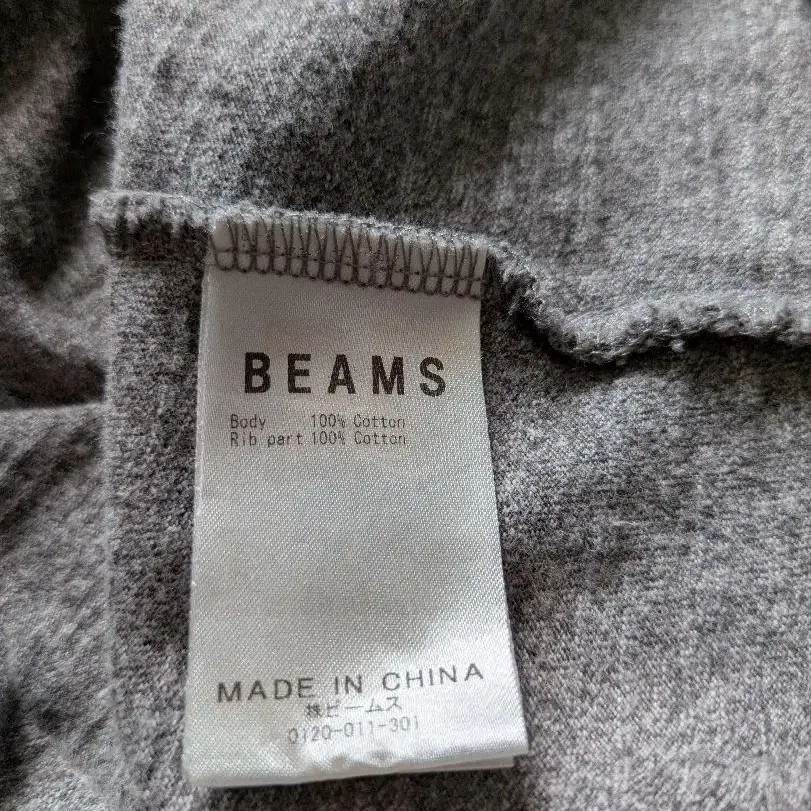 BEAMS
Body 100% Cotton
Rib part 100% Cotton
MADE IN CHINA
㈱ビームス
0120-011-301